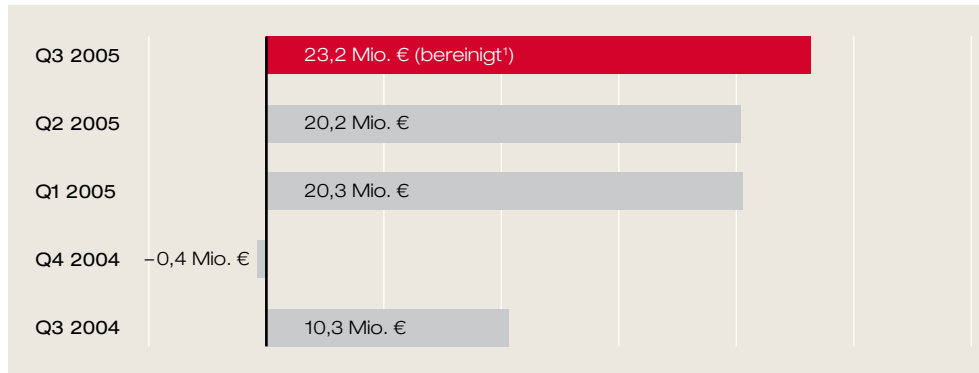 Q3 2005 23,2 Mio. € (bereinigt¹)
Q2 2005 20,2 Mio. €
Q1 2005 20,3 Mio. €
Q4 2004 –0,4 Mio. €
Q3 2004 10,3 Mio. €